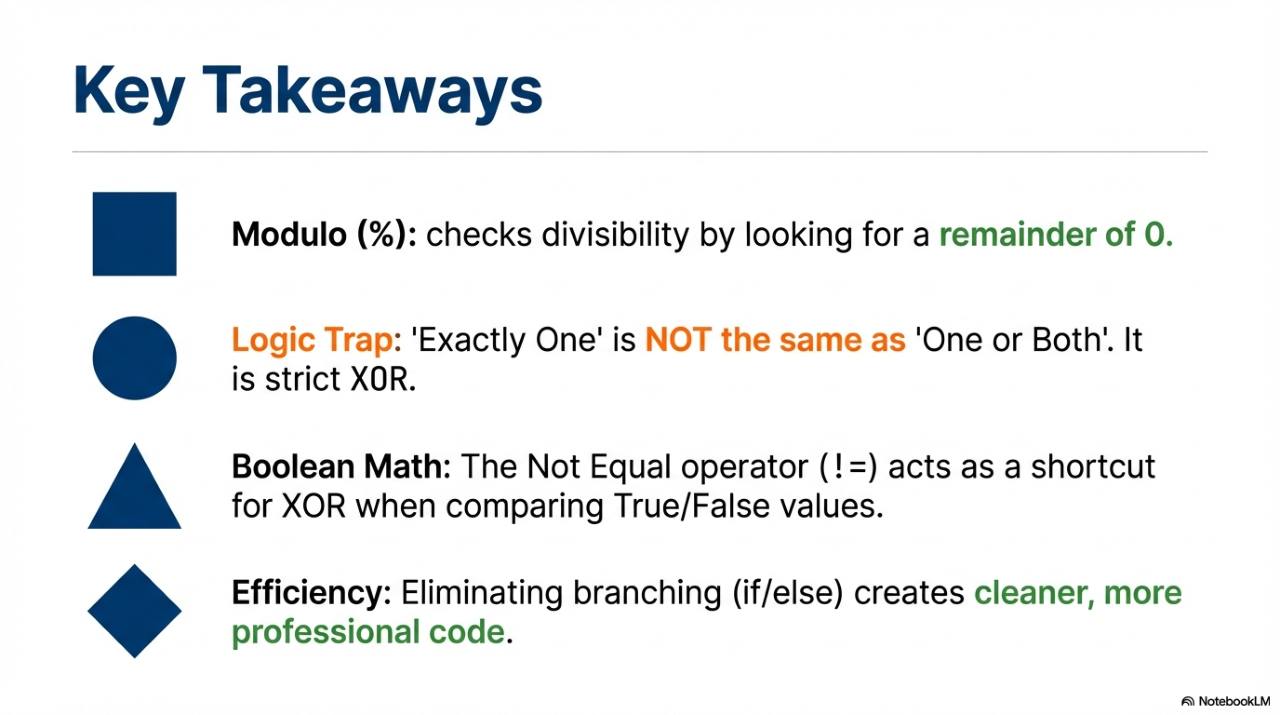 Key Takeaways
Modulo (%): checks divisibility by looking for a remainder of 0.
Logic Trap: 'Exactly One' is NOT the same as 'One or Both'. It
is strict XOR.
Boolean Math: The Not Equal operator (!=) acts as a shortcut
for XOR when comparing True/False values.
Efficiency: Eliminating branching (if/else) creates cleaner, more
professional code.
NotebookLM